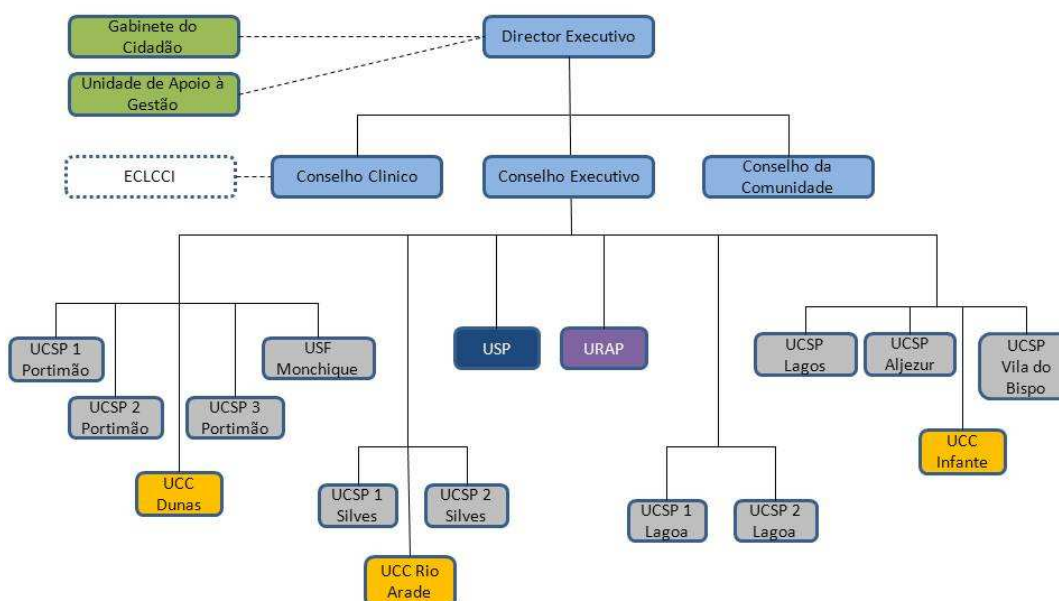 Gabinete do
Cidadão
Director Executivo
Unidade de Apoio à
Gestão
ECLCCI
Conselho Clinico
Conselho Executivo
Conselho da
Comunidade
UCSP 1
Portimão
UCSP 2
Portimão
UCSP 3
Portimão
USF
Monchique
UCC
Dunas
UCSP 1
Silves
UCSP 2
Silves
UCC Rio
Arade
USP
URAP
UCSP 1
Lagoa
UCSP 2
Lagoa
UCSP
Lagos
UCSP
Aljezur
UCSP
Vila do
Bispo
UCC
Infante